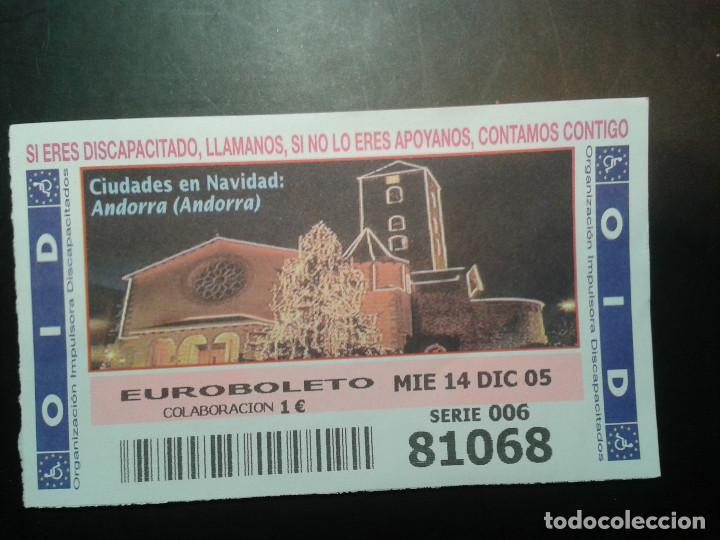 SI ERES DISCAPACITADO, LLAMANOS, SI NO LO ERES APOYANOS, CONTAMOS CONTIGO
OID
Organización Impulsora Discapacitados
Ciudades en Navidad:
Andorra (Andorra)
OID
Organización Impulsora Discapacitados
EUROBOLETO
COLABORACION 1 €
MIE 14 DIC 05
SERIE 006
81068
todocoleccion.net